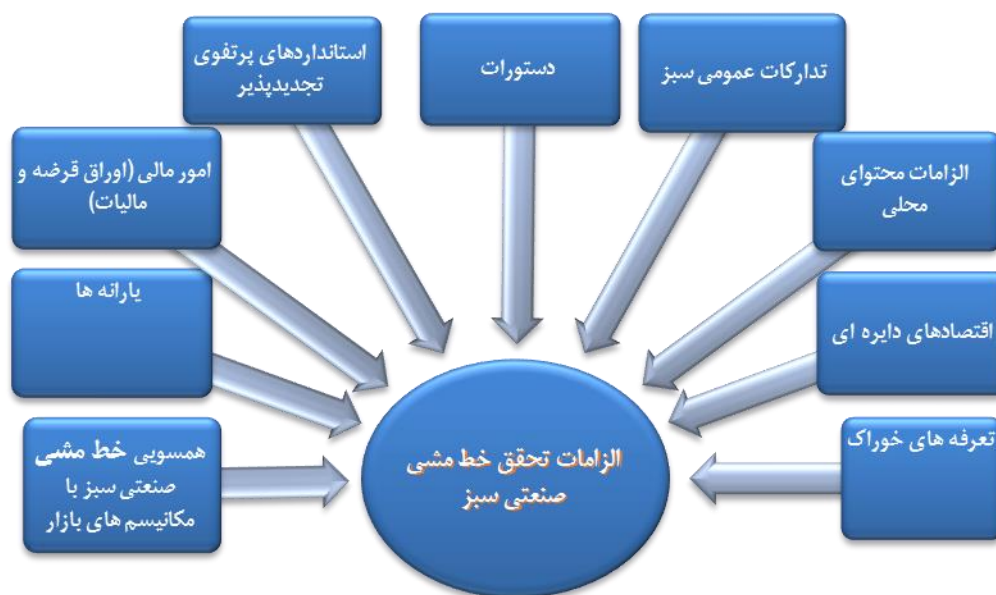 تدارکات عمومی سبز
دستورات
استانداردهای پرتفوی
تجدیدپذیر
الزامات محتوای
محلی
امور مالی (اوراق قرضه و
مالیات)
اقتصادهای دایره ای
یارانه ها
تعرفه های خوراک
همسویی خط مشی
صنعتی سبز با
مکانیسم های بازار
الزامات تحقق خط مشی
صنعتی سبز